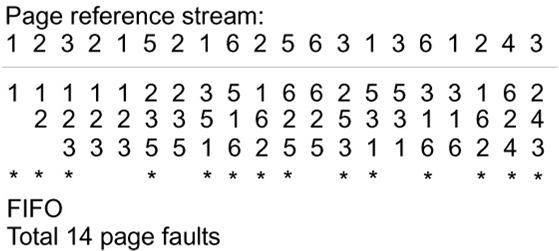 Page reference stream:
1 2 3 2 1 5 2 1 6 2 5 6 3 1 3 6 1 2 4 3
1 1 1 1 1 2 2 3 5 1 6 6 2 5 5 3 3 1 6 2
2 2 2 2 3 3 5 1 6 2 2 5 3 3 1 1 6 2 4
3 3 3 5 5 1 6 2 5 5 3 1 1 6 6 2 4 3
* * * * * * * * * * * * * *
FIFO
Total 14 page faults